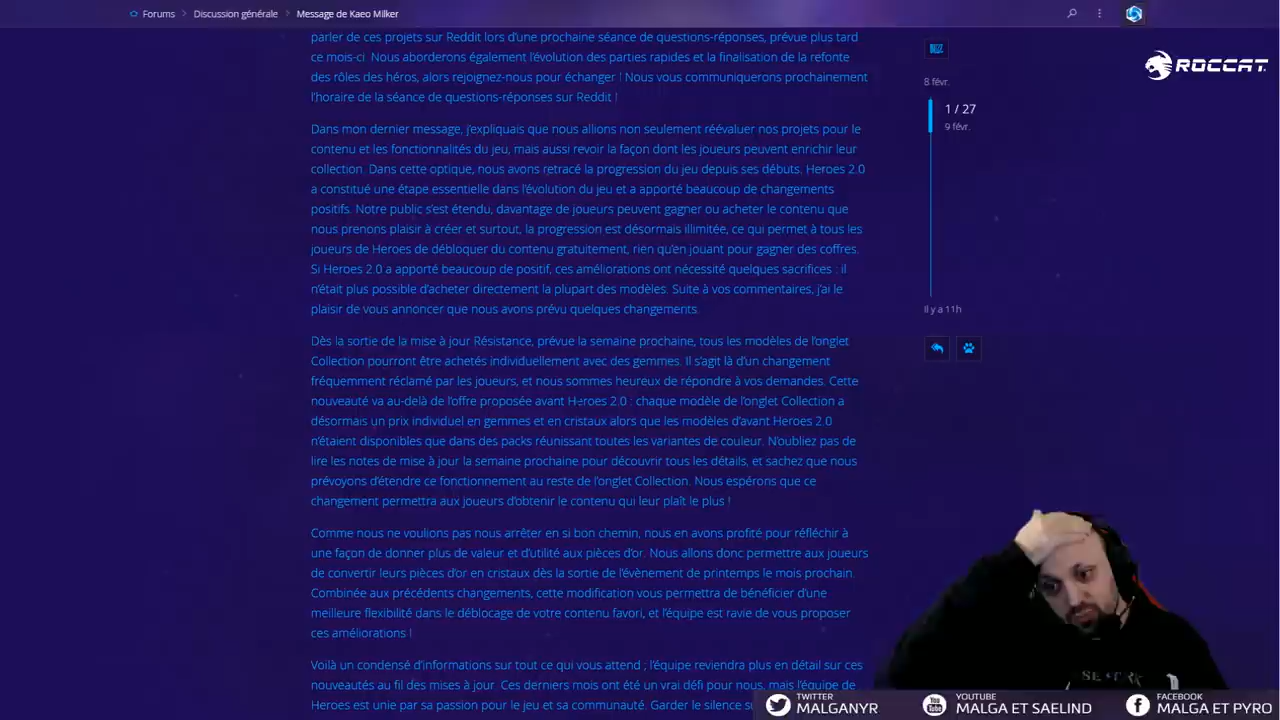 Forums > Discussion générale > Message de Kaeo Milker
parler de ces projets sur Reddit lors d'une prochaine séance de questions-réponses, prévue plus tard
ce mois-ci. Nous aborderons également l'évolution des parties rapides et la finalisation de la refonte
des rôles des héros, alors rejoignez-nous pour échanger ! Nous vous communiquerons prochainement
l'horaire de la séance de questions-réponses sur Reddit !
Dans mon dernier message, j'expliquais que nous allions non seulement réévaluer nos projets pour le
contenu et les fonctionnalités du jeu, mais aussi revoir la façon dont les joueurs peuvent enrichir leur
collection. Dans cette optique, nous avons retracé la progression du jeu depuis ses débuts. Heroes 2.0
a constitué une étape essentielle dans l'évolution du jeu et a apporté beaucoup de changements
positifs. Notre public s'est étendu, davantage de joueurs peuvent gagner ou acheter le contenu que
nous prenons plaisir à créer et surtout, la progression est désormais illimitée, ce qui permet à tous les
joueurs de Heroes de débloquer du contenu gratuitement, rien qu'en jouant pour gagner des coffres.
Si Heroes 2.0 a apporté beaucoup de positif, ces améliorations ont nécessité quelques sacrifices : il
n'était plus possible d'acheter directement la plupart des modèles. Suite à vos commentaires, j'ai le
plaisir de vous annoncer que nous avons prévu quelques changements.
Dès la sortie de la mise à jour Résistance, prévue la semaine prochaine, tous les modèles de l'onglet
Collection pourront être achetés individuellement avec des gemmes. Il s'agit là d'un changement
fréquemment réclamé par les joueurs, et nous sommes heureux de répondre à vos demandes. Cette
nouveauté va au-delà de l'offre proposée avant Heroes 2.0 : chaque modèle de l'onglet Collection a
désormais un prix individuel en gemmes et en cristaux alors que les modèles d'avant Heroes 2.0
n'étaient disponibles que dans des packs réunissant toutes les variantes de couleur. N'oubliez pas de
lire les notes de mise à jour la semaine prochaine pour découvrir tous les détails, et sachez que nous
prévoyons d'étendre ce fonctionnement au reste de l'onglet Collection. Nous espérons que ce
changement permettra aux joueurs d'obtenir le contenu qui leur plaît le plus !
Comme nous ne voulions pas nous arrêter en si bon chemin, nous en avons profité pour réfléchir à
une façon de donner plus de valeur et d'utilité aux pièces d'or. Nous allons donc permettre aux joueurs
de convertir leurs pièces d'or en cristaux dès la sortie de l'évènement de printemps le mois prochain.
Combinée aux précédents changements, cette modification vous permettra de bénéficier d'une
meilleure flexibilité dans le déblocage de votre contenu favori, et l'équipe est ravie de vous proposer
ces améliorations !
Voilà un condensé d'informations sur tout ce qui vous attend ; l'équipe reviendra plus en détail sur ces
nouveautés au fil des mises à jour. Ces derniers mois ont été un vrai défi pour nous, mais l'équipe de
Heroes est unie par sa passion pour le jeu et sa communauté. Garder le silence
BLIZZ
8 févr.
1 / 27
9 févr.
Il y a 11h
ROCCAT
TWITTER
MALGANYR
YOUTUBE
MALGA ET SAELIND
FACEBOOK
MALGA ET PYRO